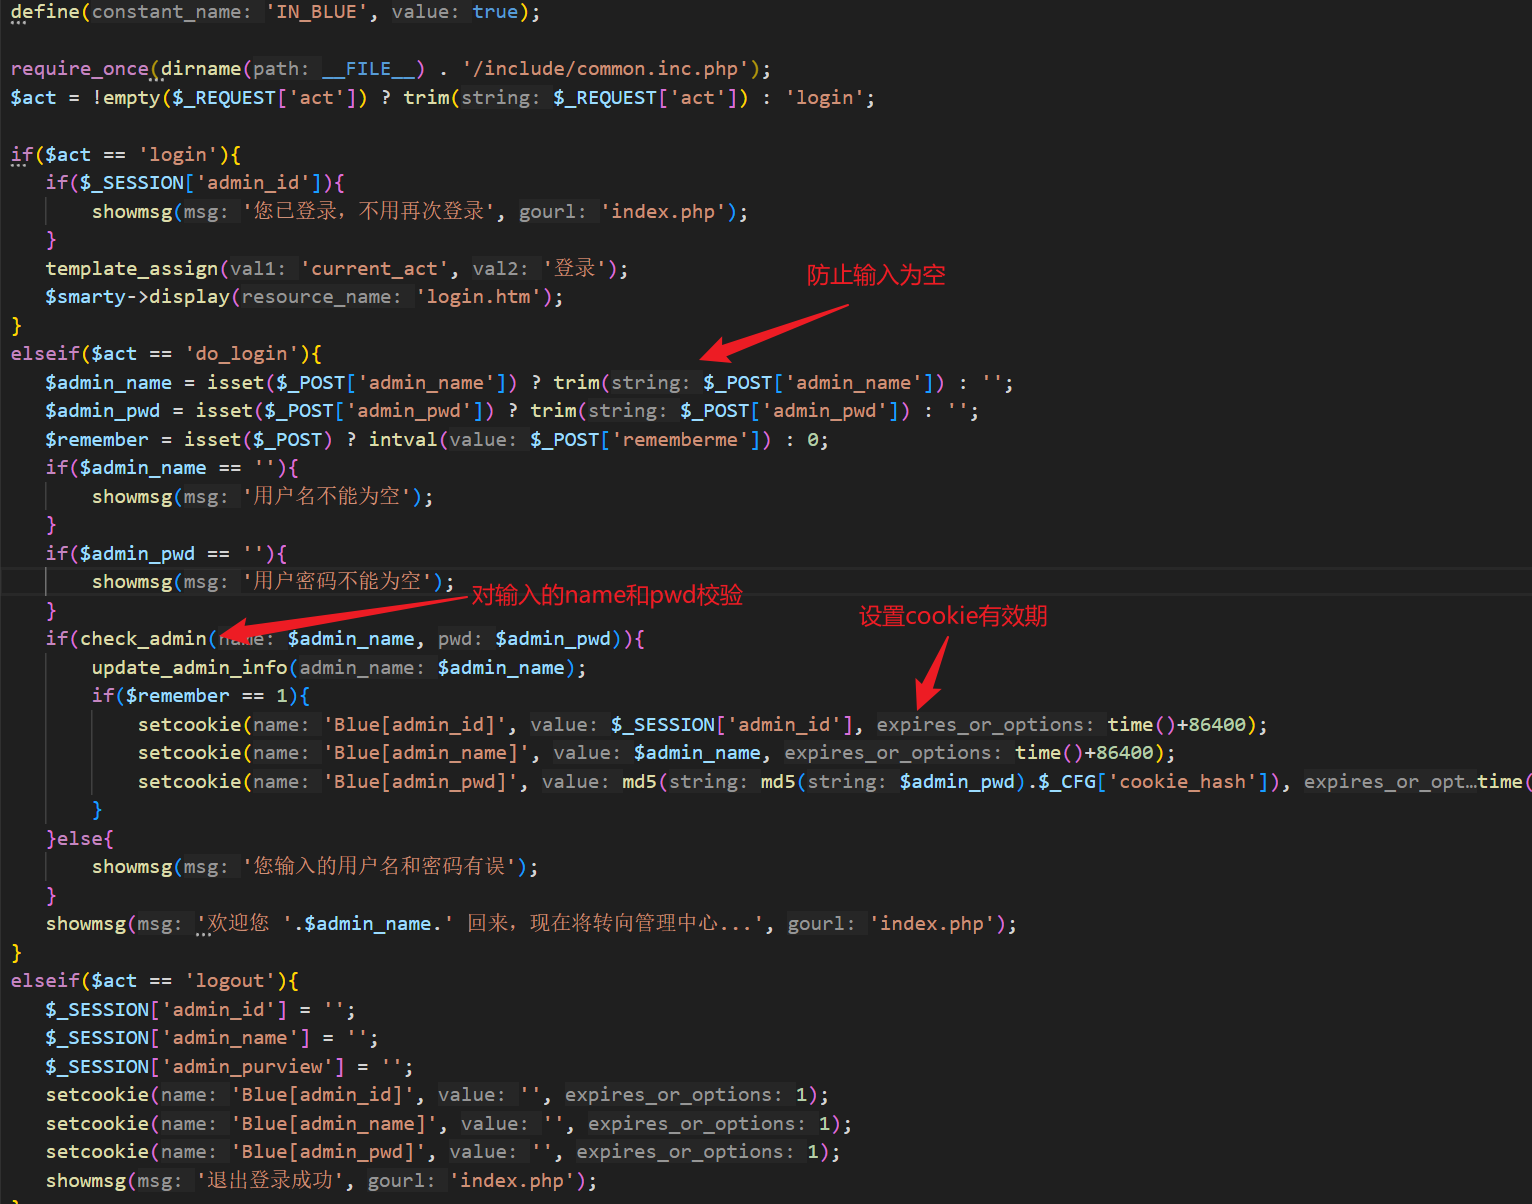 define(constant_name: 'IN_BLUE', value: true);
require_once(dirname(path: __FILE__) . '/include/common.inc.php');
$act = !empty($_REQUEST['act']) ? trim(string: $_REQUEST['act']) : 'login';
if($act == 'login'){
if($_SESSION['admin_id']){
showmsg(msg: '您已登录，不用再次登录', gourl: 'index.php');
}
template_assign(val1: 'current_act', val2: '登录');
防止输入为空
$smarty->display(resource_name: 'login.htm');
}
elseif($act == 'do_login'){
$admin_name = isset($_POST['admin_name']) ? trim(string: $_POST['admin_name']) : '';
$admin_pwd = isset($_POST['admin_pwd']) ? trim(string: $_POST['admin_pwd']) : '';
$remember = isset($_POST) ? intval(value: $_POST['rememberme']) : 0;
if($admin_name == ''){
showmsg(msg: '用户名不能为空');
}
if($admin_pwd == ''){
showmsg(msg: '用户密码不能为空');
对输入的name和pwd校验
}
设置cookie有效期
if(check_admin(name: $admin_name, pwd: $admin_pwd)){
update_admin_info(admin_name: $admin_name);
if($remember == 1){
setcookie(name: 'Blue[admin_id]', value: $_SESSION['admin_id'], expires_or_options: time()+86400);
setcookie(name: 'Blue[admin_name]', value: $admin_name, expires_or_options: time()+86400);
setcookie(name: 'Blue[admin_pwd]', value: md5(string: md5(string: $admin_pwd).$_CFG['cookie_hash']), expires_or_opt…time(
}
}else{
showmsg(msg: '您输入的用户名和密码有误');
}
showmsg(msg: '欢迎您 '.$admin_name.' 回来，现在将转向管理中心...', gourl: 'index.php');
}
elseif($act == 'logout'){
$_SESSION['admin_id'] = '';
$_SESSION['admin_name'] = '';
$_SESSION['admin_purview'] = '';
setcookie(name: 'Blue[admin_id]', value: '', expires_or_options: 1);
setcookie(name: 'Blue[admin_name]', value: '', expires_or_options: 1);
setcookie(name: 'Blue[admin_pwd]', value: '', expires_or_options: 1);
showmsg(msg: '退出登录成功', gourl: 'index.php');